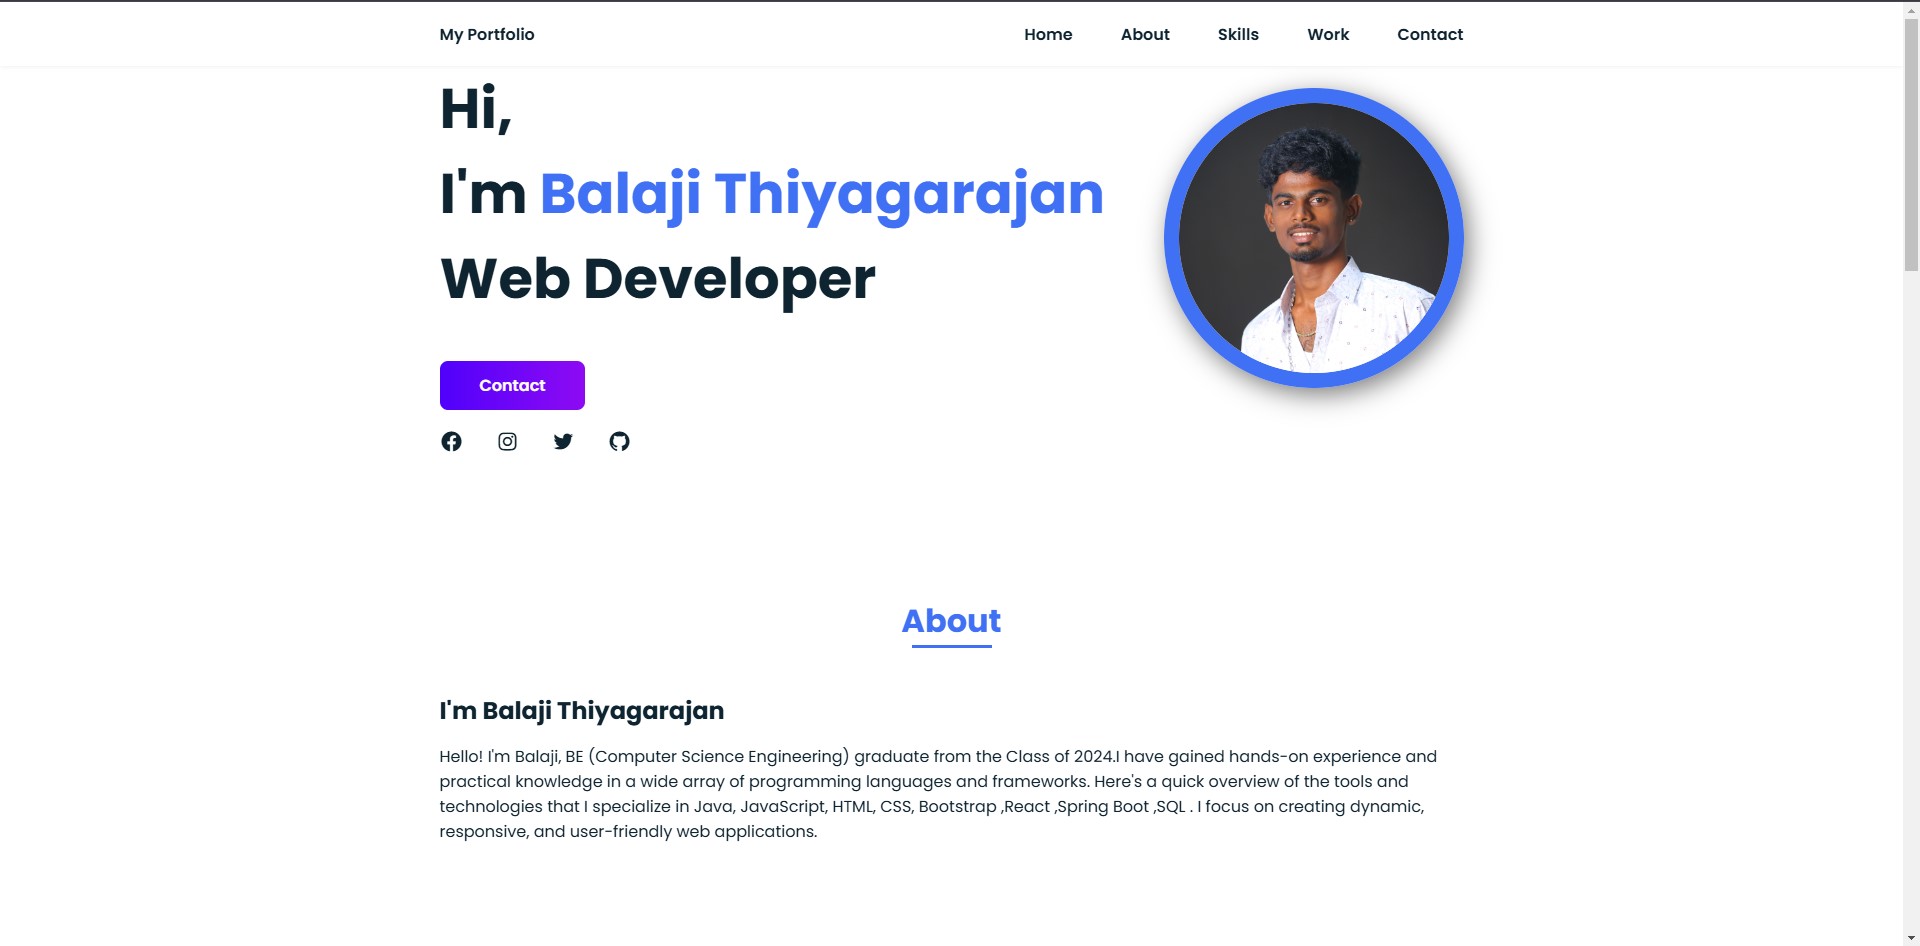 My Portfolio
Home About Skills Work Contact
Hi,
I'm Balaji Thiyagarajan
Web Developer
Contact
About
I'm Balaji Thiyagarajan
Hello! I'm Balaji, BE (Computer Science Engineering) graduate from the Class of 2024.I have gained hands-on experience and
practical knowledge in a wide array of programming languages and frameworks. Here's a quick overview of the tools and
technologies that I specialize in Java, JavaScript, HTML, CSS, Bootstrap ,React ,Spring Boot ,SQL . I focus on creating dynamic,
responsive, and user-friendly web applications.